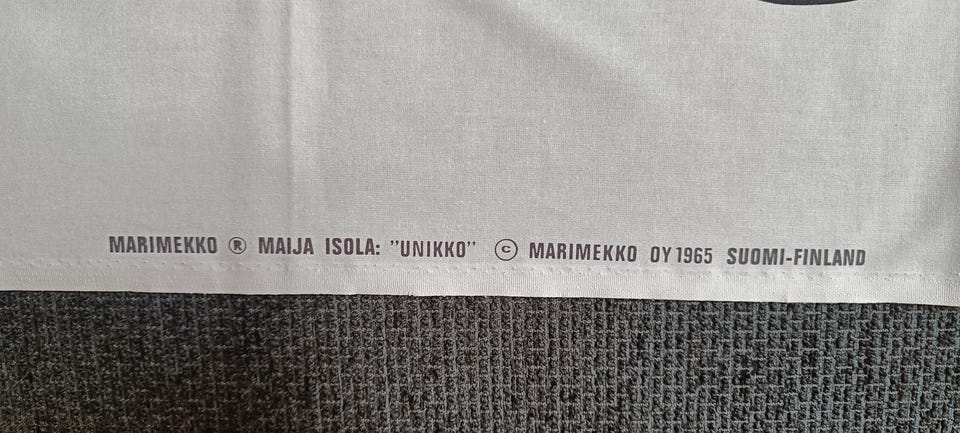 MARIMEKKO ® MAIJA ISOLA: ”UNIKKO” © MARIMEKKO OY 1965 SUOMI-FINLAND